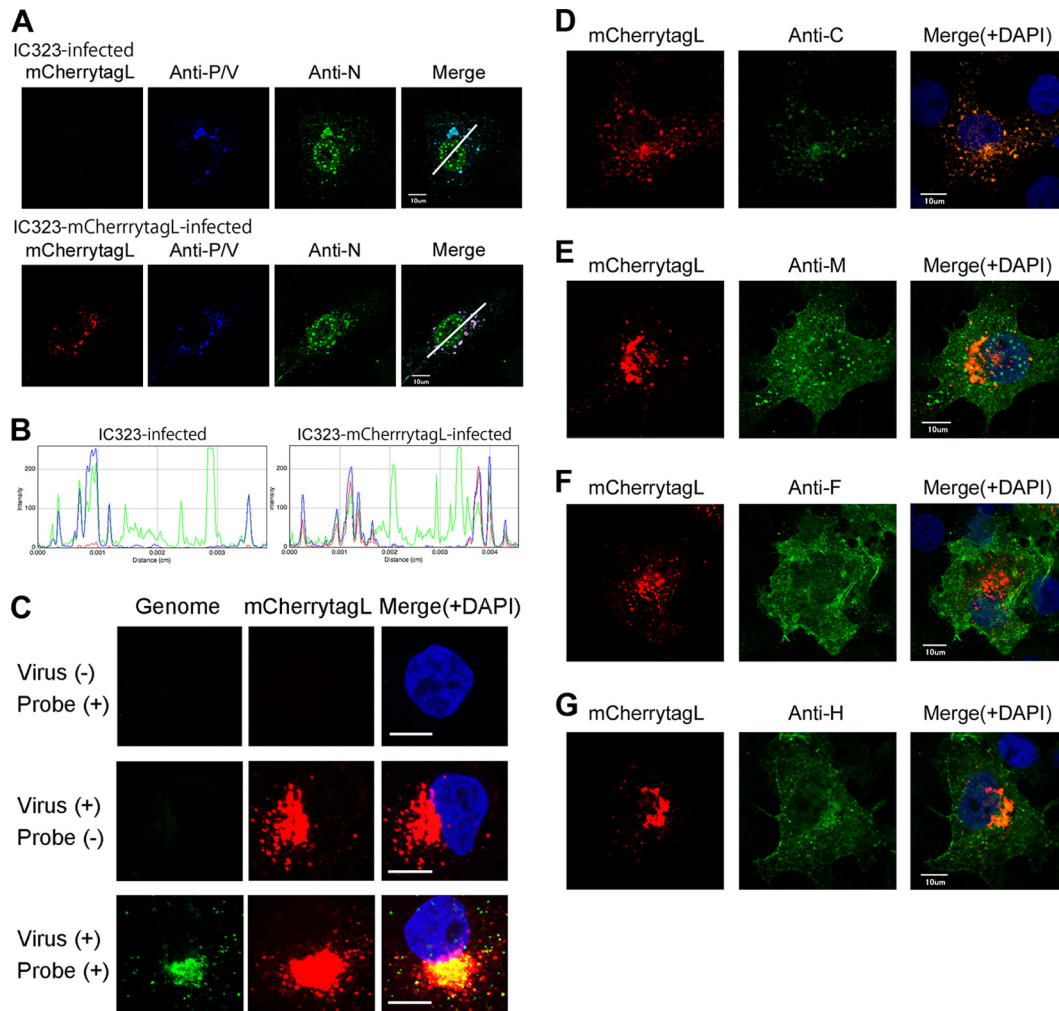 A
IC323-infected
mCherrytagL Anti-P/V Anti-N Merge
10um
IC323-mCherrrytagL-infected
mCherrytagL Anti-P/V Anti-N Merge
10um
B
IC323-infected IC323-mCherrrytagL-infected
Intensity
200
100
0
0.000 0.001 0.002 0.003
Distance (cm)
Intensity
200
100
0
0.000 0.001 0.002 0.003 0.004
Distance (cm)
C
Genome mCherrytagL Merge(+DAPI)
Virus (-)
Probe (+)
Virus (+)
Probe (-)
Virus (+)
Probe (+)
D
mCherrytagL Anti-C Merge(+DAPI)
10um
E
mCherrytagL Anti-M Merge(+DAPI)
10um
F
mCherrytagL Anti-F Merge(+DAPI)
10um
G
mCherrytagL Anti-H Merge(+DAPI)
10um